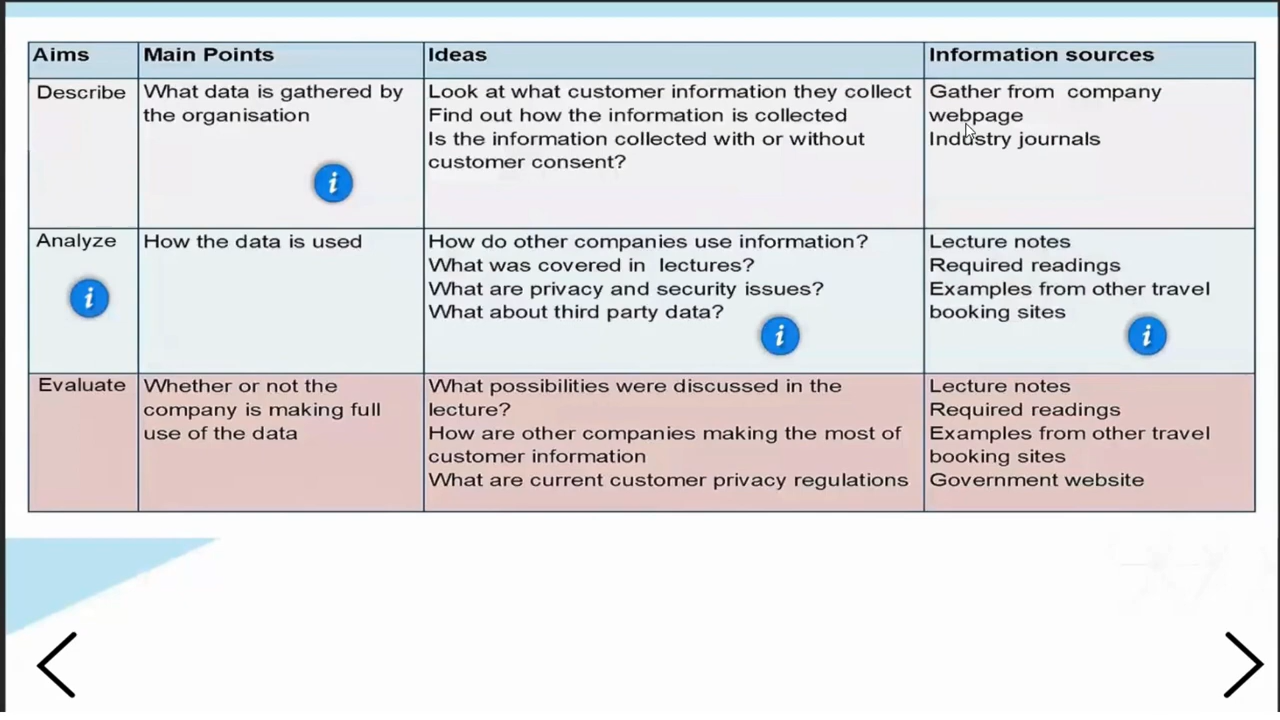 Aims
Main Points
Ideas
Information sources
Describe
What data is gathered by
the organisation
Look at what customer information they collect
Find out how the information is collected
Is the information collected with or without
customer consent?
Gather from company
webpage
Industry journals
i
Analyze
How the data is used
How do other companies use information?
What was covered in lectures?
What are privacy and security issues?
What about third party data?
Lecture notes
Required readings
Examples from other travel
booking sites
i
i
i
Evaluate
Whether or not the
company is making full
use of the data
What possibilities were discussed in the
lecture?
How are other companies making the most of
customer information
What are current customer privacy regulations
Lecture notes
Required readings
Examples from other travel
booking sites
Government website